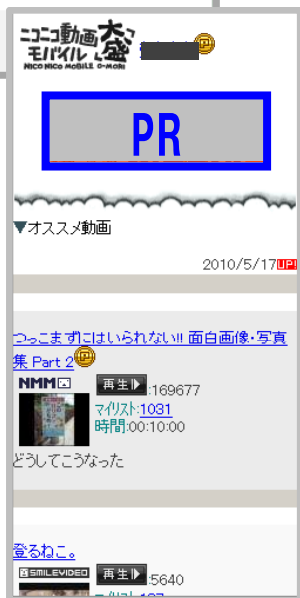 ニコニコ動画
モバイル 大盛
NICO NICO MOBILE O-MORI
PR
▼オススメ動画
2010/5/17UP!
つっこまずにはいられない!! 面白画像・写真
集 Part 2
NMM
再生:169677
マイリスト:1031
時間:00:10:00
どうしてこうなった
登るねこ。
SMILEVIDEO
再生:5640